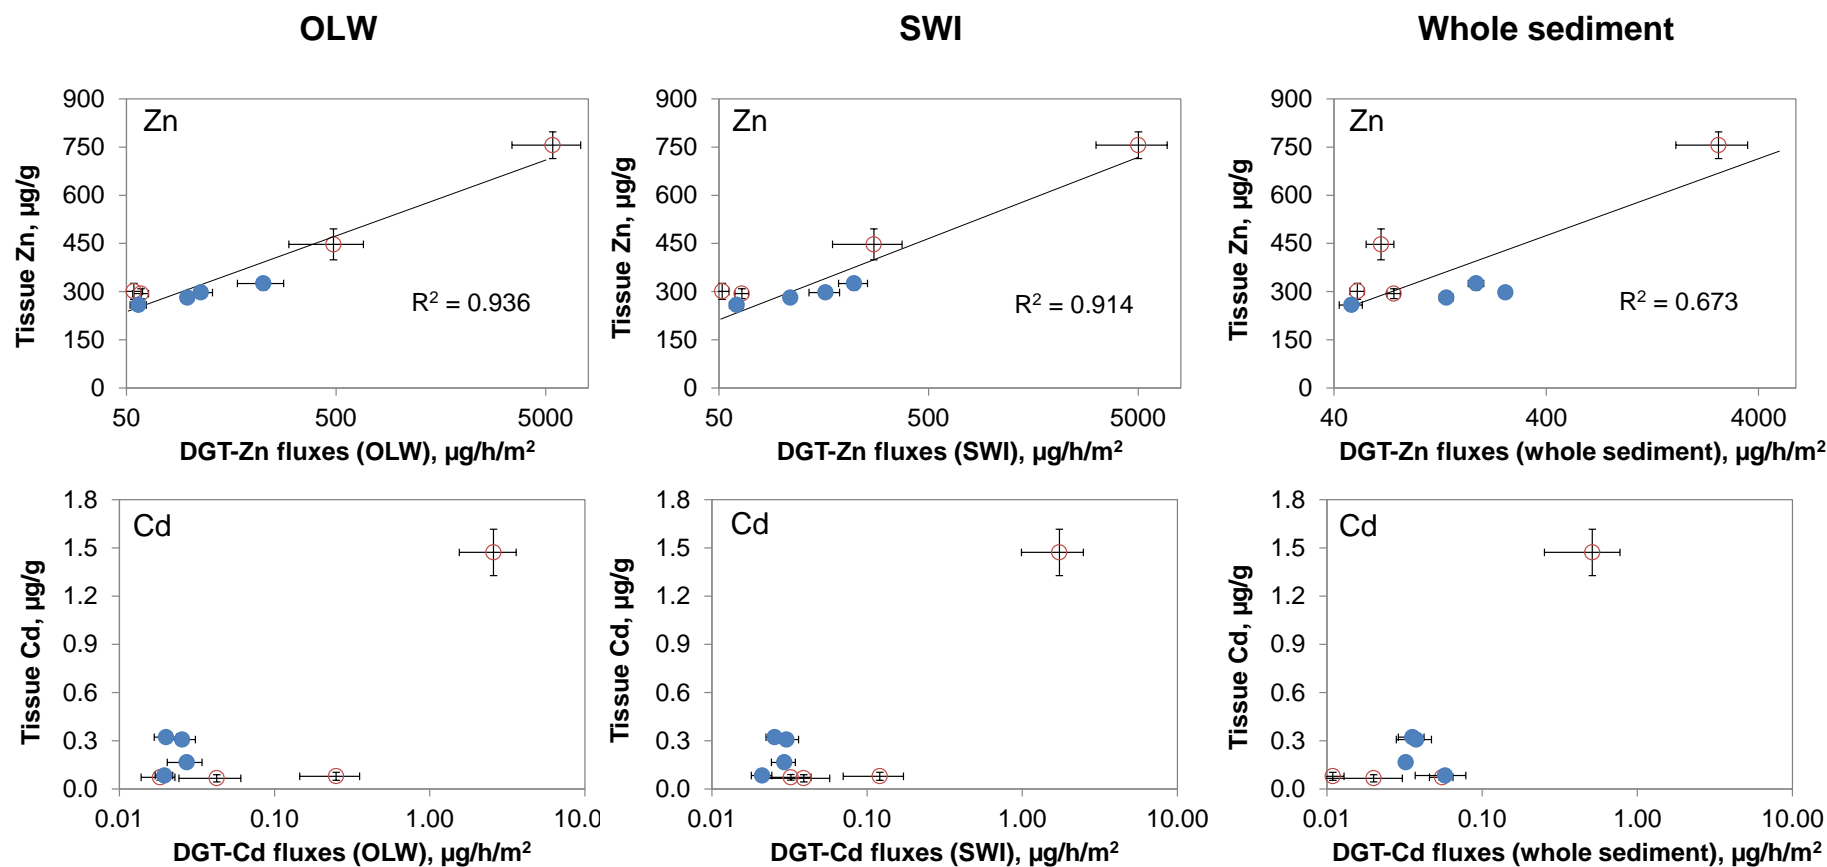 OLW
SWI
Whole sediment
Tissue Zn, µg/g
900
750
600
450
300
150
0
Zn
R² = 0.936
50
500
5000
DGT-Zn fluxes (OLW), µg/h/m²
Tissue Zn, µg/g
900
750
600
450
300
150
0
Zn
R² = 0.914
50
500
5000
DGT-Zn fluxes (SWI), µg/h/m²
Tissue Zn, µg/g
900
750
600
450
300
150
0
Zn
R² = 0.673
40
400
4000
DGT-Zn fluxes (whole sediment), µg/h/m²
Tissue Cd, µg/g
1.8
1.5
1.2
0.9
0.6
0.3
0.0
Cd
0.01
0.10
1.00
10.0
DGT-Cd fluxes (OLW), µg/h/m²
Tissue Cd, µg/g
1.8
1.5
1.2
0.9
0.6
0.3
0.0
Cd
0.01
0.10
1.00
10.00
DGT-Cd fluxes (SWI), µg/h/m²
Tissue Cd, µg/g
1.8
1.5
1.2
0.9
0.6
0.3
0.0
Cd
0.01
0.10
1.00
10.00
DGT-Cd fluxes (whole sediment), µg/h/m²